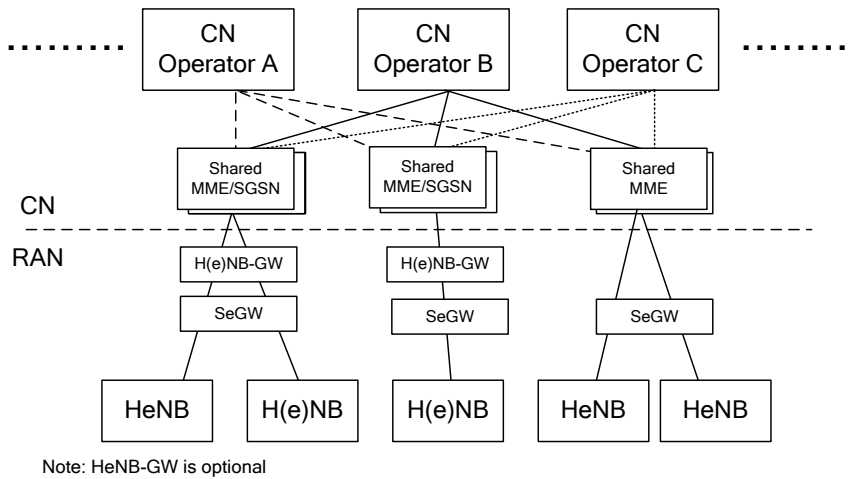 CN
Operator A
CN
Operator B
CN
Operator C
Shared
MME/SGSN
Shared
MME/SGSN
Shared
MME
CN
RAN
H(e)NB-GW
H(e)NB-GW
SeGW
SeGW
SeGW
HeNB
H(e)NB
H(e)NB
HeNB
HeNB
Note: HeNB-GW is optional